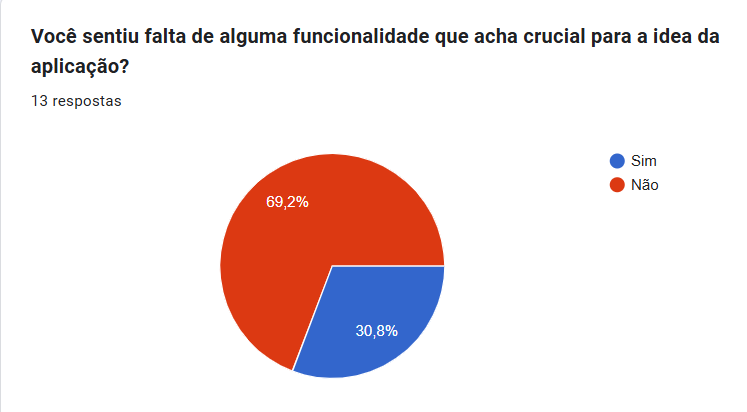 Você sentiu falta de alguma funcionalidade que acha crucial para a ideia da
aplicação?
13 respostas
Sim
Não
69,2%
30,8%